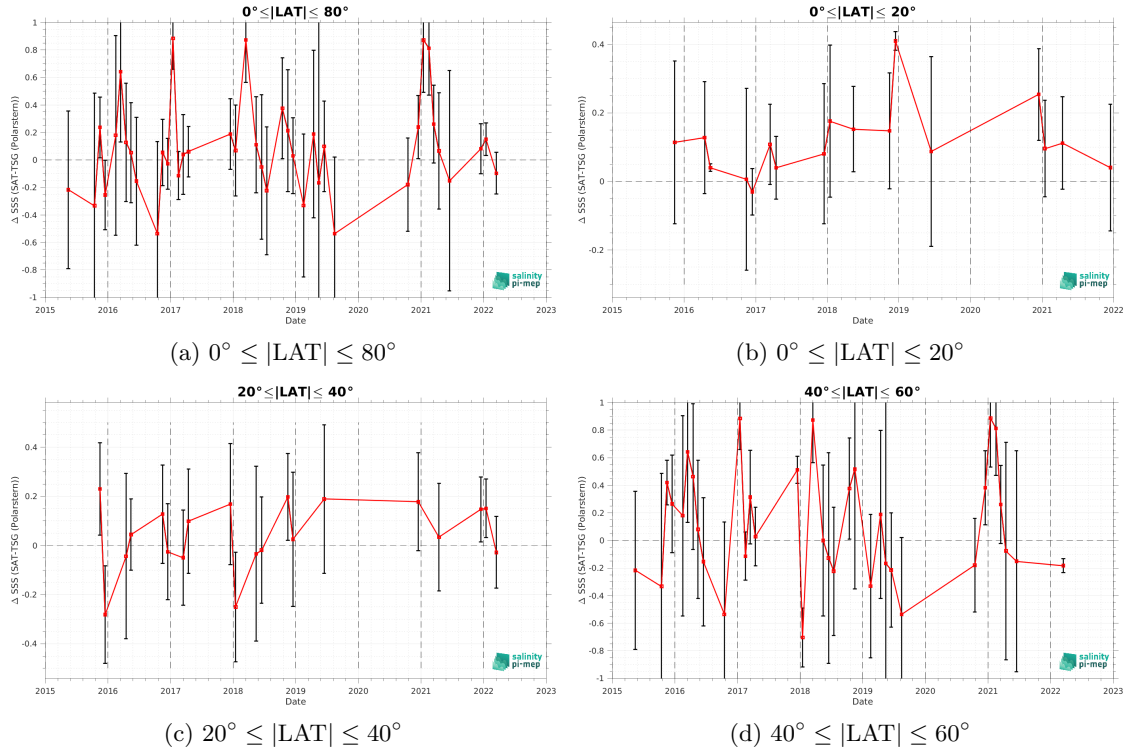 0°≤|LAT|≤ 80°
1
0.8
0.6
0.4
0.2
0
-0.2
-0.4
-0.6
-0.8
-1
Δ SSS (SAT-TSG (Polarstern))
2015 2016 2017 2018 2019 2020 2021 2022 2023
Date
salinity
pi-mep
(a) 0° ≤ |LAT| ≤ 80°
0°≤|LAT|≤ 20°
0.4
0.2
0
-0.2
Δ SSS (SAT-TSG (Polarstern))
2015 2016 2017 2018 2019 2020 2021 2022
Date
salinity
pi-mep
(b) 0° ≤ |LAT| ≤ 20°
20°≤|LAT|≤ 40°
0.4
0.2
0
-0.2
-0.4
Δ SSS (SAT-TSG (Polarstern))
2015 2016 2017 2018 2019 2020 2021 2022 2023
Date
salinity
pi-mep
(c) 20° ≤ |LAT| ≤ 40°
40°≤|LAT|≤ 60°
1
0.8
0.6
0.4
0.2
0
-0.2
-0.4
-0.6
-0.8
-1
Δ SSS (SAT-TSG (Polarstern))
2015 2016 2017 2018 2019 2020 2021 2022 2023
Date
salinity
pi-mep
(d) 40° ≤ |LAT| ≤ 60°